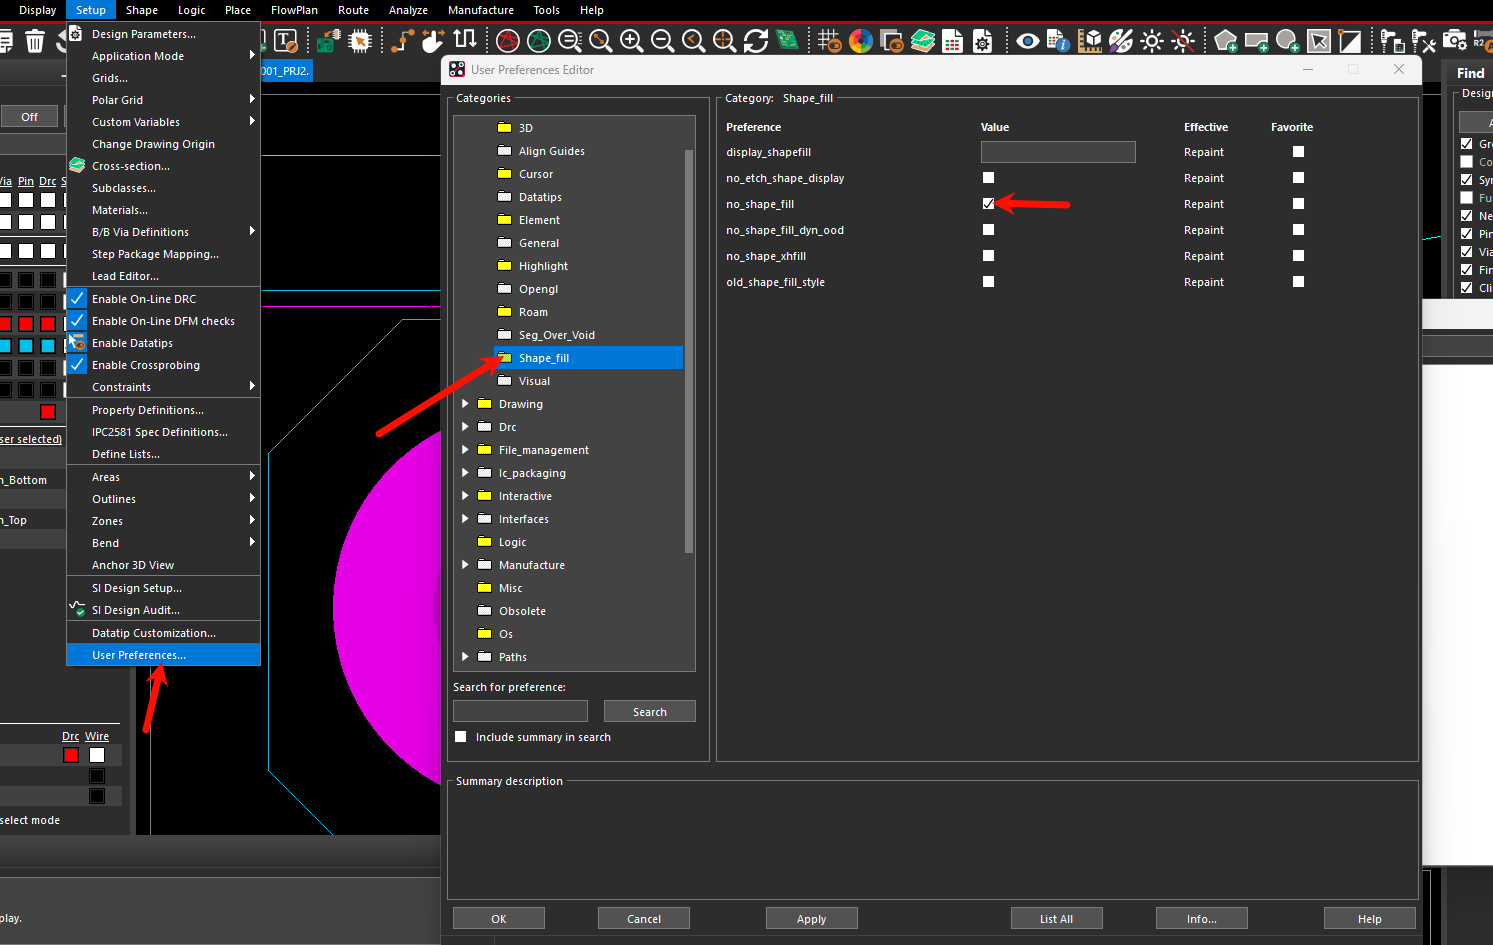 Display Setup Shape Logic Place FlowPlan Route Analyze Manufacture Tools Help
Design Parameters...
Application Mode
Grids...
Polar Grid
Custom Variables
Change Drawing Origin
Cross-section...
Subclasses...
Materials...
B/B Via Definitions
Step Package Mapping...
Lead Editor...
Enable On-Line DRC
Enable On-Line DFM checks
Enable Datatips
Enable Crossprobing
Constraints
Property Definitions...
IPC2581 Spec Definitions...
Define Lists...
Areas
Outlines
Zones
Bend
Anchor 3D View
SI Design Setup...
SI Design Audit...
Datatip Customization...
User Preferences...
Off
Via Pin Drc S
ser selected)
n_Bottom
n_Top
Drc Wire
select mode
play.
001_PRJ2.
User Preferences Editor
Categories
3D
Align Guides
Cursor
Datatips
Element
General
Highlight
Opengl
Roam
Seg_Over_Void
Shape_fill
Visual
Drawing
Drc
File_management
Ic_packaging
Interactive
Interfaces
Logic
Manufacture
Misc
Obsolete
Os
Paths
Search for preference:
Search
Include summary in search
Category: Shape_fill
Preference Value Effective Favorite
display_shapefill Repaint
no_etch_shape_display Repaint
no_shape_fill Repaint
no_shape_fill_dyn_ood Repaint
no_shape_xhfill Repaint
old_shape_fill_style Repaint
Summary description
OK Cancel Apply List All Info... Help
R2
Find
Desig
A
Gr
Co
Sy
Fu
Ne
Pin
Via
Fin
Cli